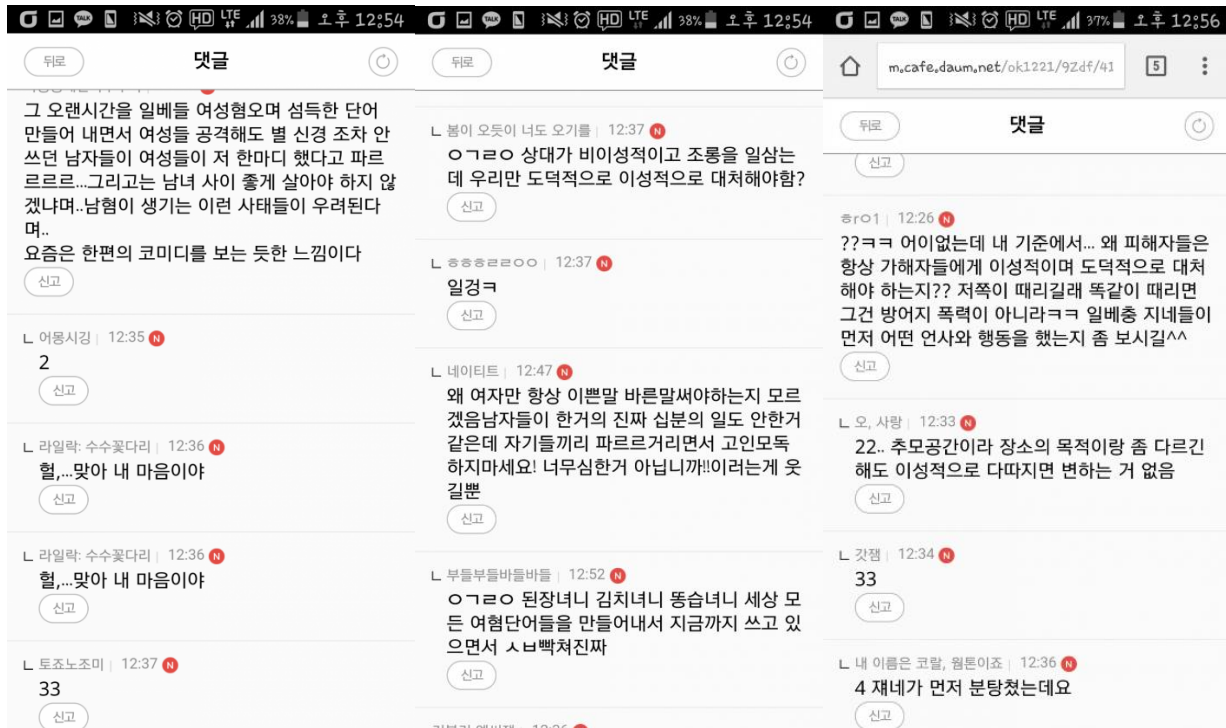 HD LTE 38% 오후 12:54
뒤로
댓글
그 오랜시간을 일베들 여성혐오며 섬득한 단어
만들어 내면서 여성들 공격해도 별 신경 조차 안
쓰던 남자들이 여성들이 저 한마디 했다고 파르
르르르...그리고는 남녀 사이 좋게 살아야 하지 않
겠냐며..남혐이 생기는 이런 사태들이 우려된다
며..
요즘은 한편의 코미디를 보는 듯한 느낌이다
신고
ㄴ 어몽시깅 12:35 N
2
신고
ㄴ 라일락: 수수꽃다리 12:36 N
헐,...맞아 내 마음이야
신고
ㄴ 라일락: 수수꽃다리 12:36 N
헐,...맞아 내 마음이야
신고
ㄴ 토죠노조미 12:37 N
33
신고
TALK HD LTE 38% 오후 12:54
뒤로
댓글
ㄴ 봄이 오듯이 너도 오기를 12:37 N
ㅇㄱㄹㅇ 상대가 비이성적이고 조롱을 일삼는
데 우리만 도덕적으로 이성적으로 대처해야함?
신고
ㄴ ㅎㅎㅎㄹㄹㅇㅇ 12:37 N
일겅ㅋ
신고
ㄴ 네이티트 12:47 N
왜 여자만 항상 이쁜말 바른말써야하는지 모르
겠음남자들이 한거의 진짜 십분의 일도 안한거
같은데 자기들끼리 파르르거리면서 고인모독
하지마세요! 너무심한거 아닙니까!!이러는게 웃
길뿐
신고
ㄴ 부들부들바들바들 12:52 N
ㅇㄱㄹㅇ 된장녀니 김치녀니 똥습녀니 세상 모
든 여혐단어들을 만들어내서 지금까지 쓰고 있
으면서 ㅅㅂ빡쳐진짜
신고
TALK HD LTE 37% 오후 12:56
m.cafe.daum.net/ok1221/9Zdf/41
5
뒤로
댓글
신고
ㅎrㅇ1 12:26 N
??ㅋㅋ 어이없는데 내 기준에서... 왜 피해자들은
항상 가해자들에게 이성적이며 도덕적으로 대처
해야 하는지?? 저쪽이 때리길래 똑같이 때리면
그건 방어지 폭력이 아니라ㅋㅋ 일베충 지네들이
먼저 어떤 언사와 행동을 했는지 좀 보시길^^
신고
ㄴ 오, 사랑 12:33 N
22.. 추모공간이라 장소의 목적이랑 좀 다르긴
해도 이성적으로 다따지면 변하는 거 없음
신고
ㄴ 갓잼 12:34 N
33
신고
ㄴ 내 이름은 코랄, 웜톤이죠 12:36 N
4 쟤네가 먼저 분탕쳤는데요
신고